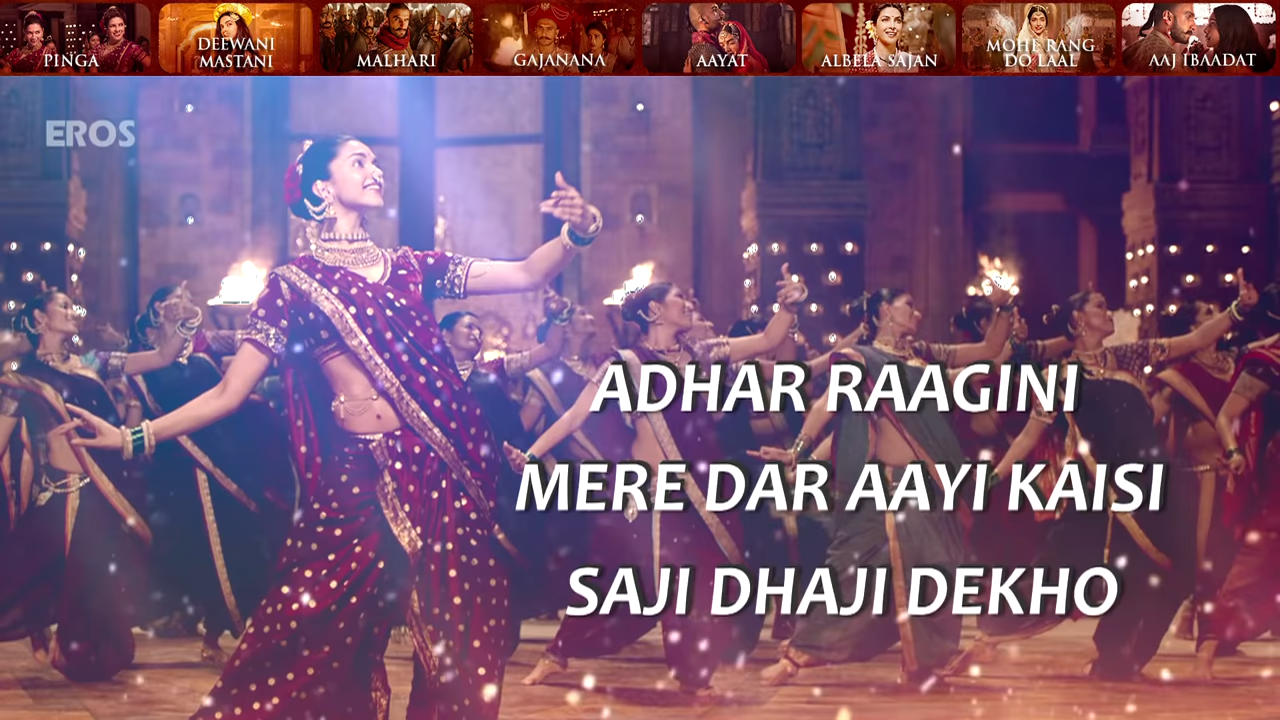 PINGA
DEEWANI
MASTANI
MALHARI
GAJANANA
AAYAT
ALBELA SAJAN
MOHE RANG
DO LAAL
AAJ IBAADAT
EROS
ADHAR RAAGINI
MERE DAR AAYI KAISI
SAJI DHAJI DEKHO